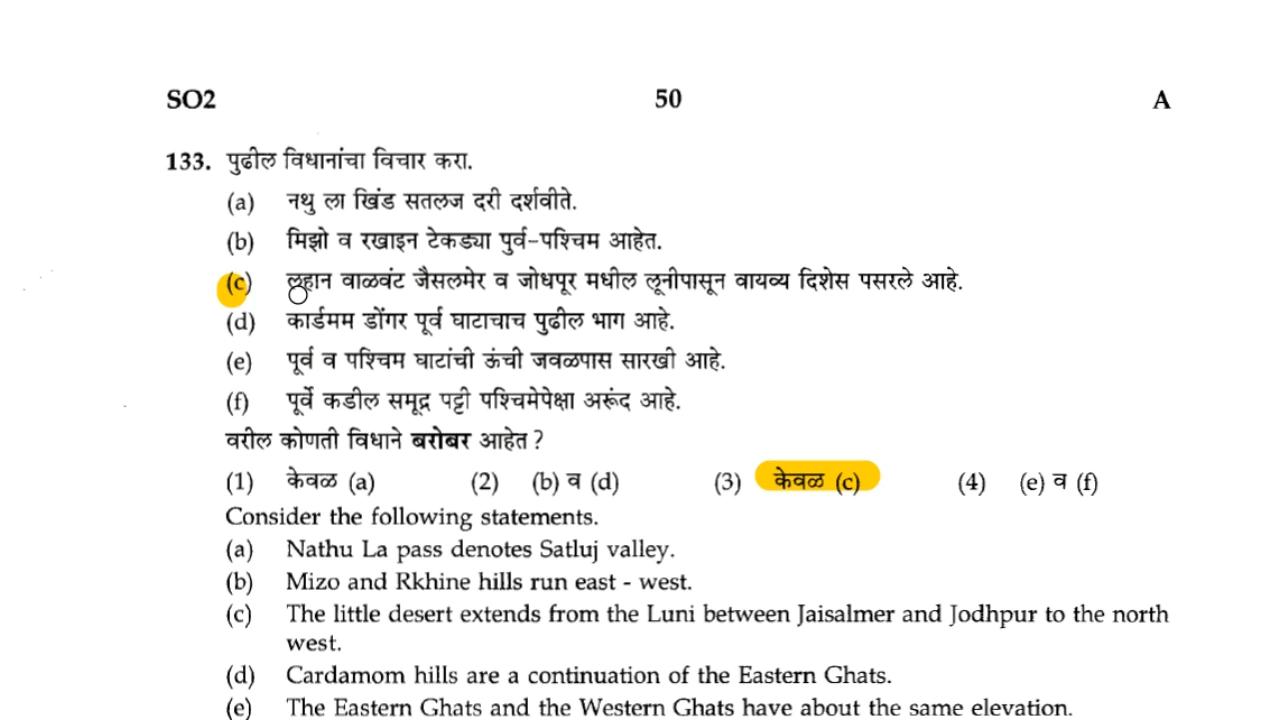 SO2 50 A
133. पुढील विधानांचा विचार करा.
(a) नथु ला खिंड सतलज दरी दर्शवीते.
(b) मिझो व रखाइन टेकड्या पुर्व-पश्चिम आहेत.
(c) लहान वाळवंट जैसलमेर व जोधपूर मधील लूनीपासून वायव्य दिशेस पसरले आहे.
(d) कार्डमम डोंगर पूर्व घाटाचाच पुढील भाग आहे.
(e) पूर्व व पश्चिम घाटांची ऊंची जवळपास सारखी आहे.
(f) पूर्वे कडील समूद्र पट्टी पश्चिमेपेक्षा अरूंद आहे.
वरील कोणती विधाने बरोबर आहेत ?
(1) केवळ (a) (2) (b) व (d) (3) केवळ (c) (4) (e) व (f)
Consider the following statements.
(a) Nathu La pass denotes Satluj valley.
(b) Mizo and Rkhine hills run east - west.
(c) The little desert extends from the Luni between Jaisalmer and Jodhpur to the north
west.
(d) Cardamom hills are a continuation of the Eastern Ghats.
(e) The Eastern Ghats and the Western Ghats have about the same elevation.